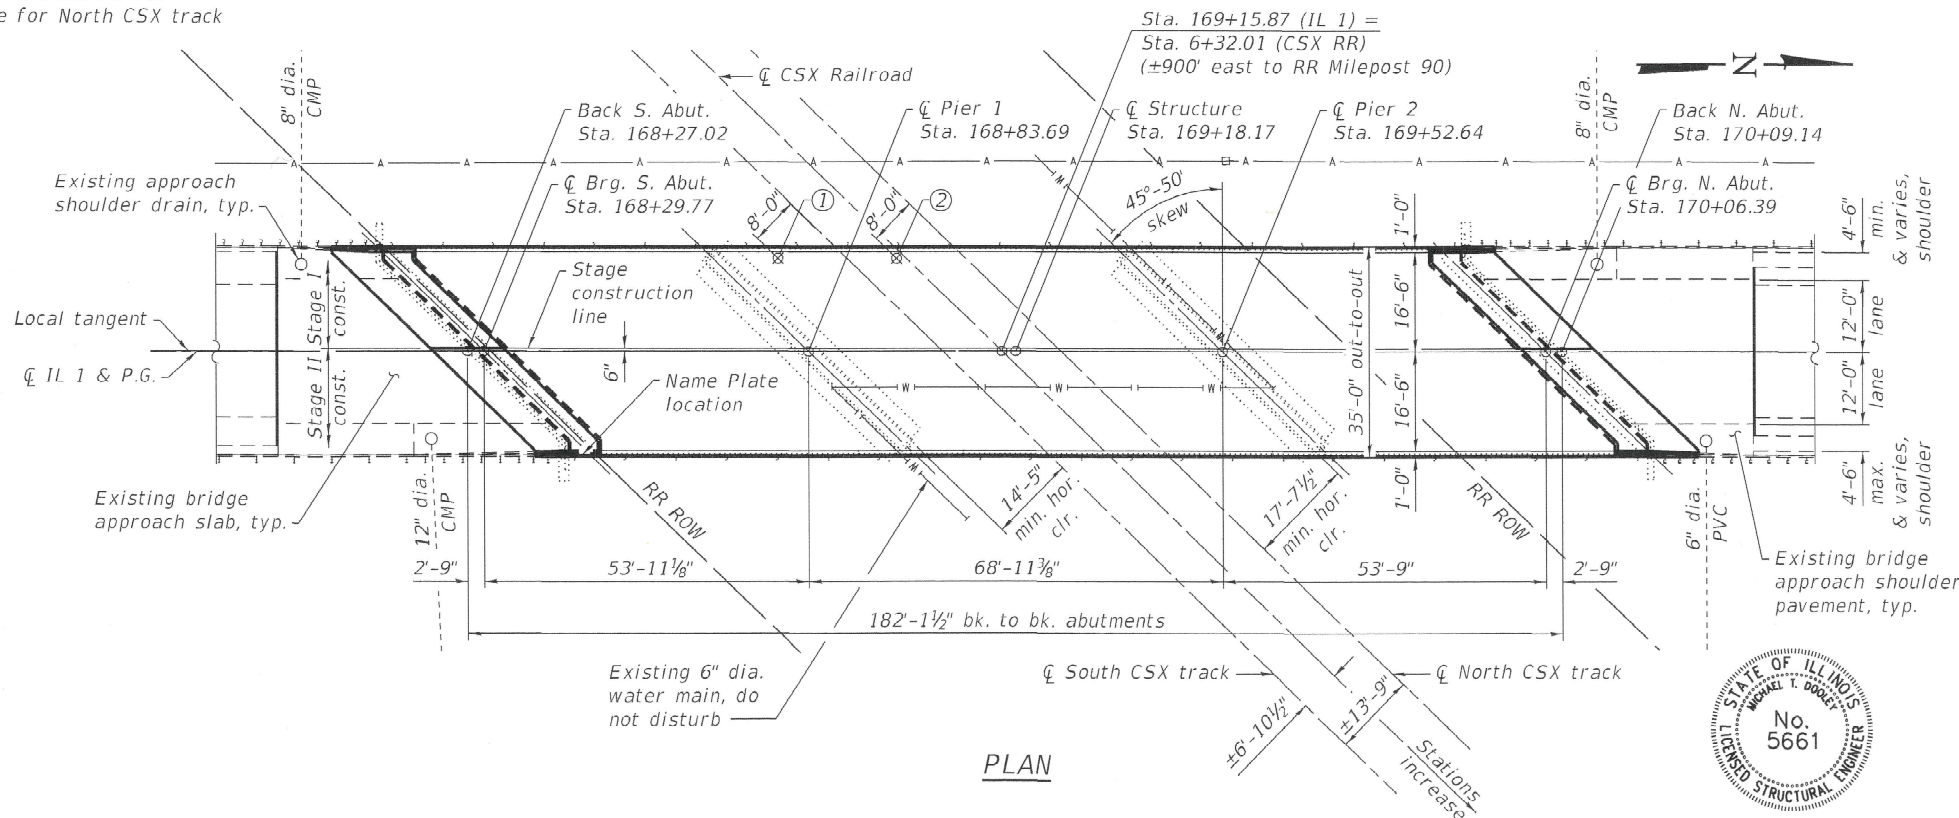 e for North CSX track
Sta. 169+15.87 (IL 1) =
Sta. 6+32.01 (CSX RR)
(±900' east to RR Milepost 90)
N
8" dia.
CMP
℄ CSX Railroad
Back S. Abut.
Sta. 168+27.02
℄ Pier 1
Sta. 168+83.69
℄ Structure
Sta. 169+18.17
℄ Pier 2
Sta. 169+52.64
8" dia.
CMP
Back N. Abut.
Sta. 170+09.14
Existing approach
shoulder drain, typ.
℄ Brg. S. Abut.
Sta. 168+29.77
8'-0"
1
8'-0"
2
45°-50'
skew
℄ Brg. N. Abut.
Sta. 170+06.39
1'-0"
4'-6"
min.
& varies,
shoulder
Stage I
const.
Stage
construction
line
Local tangent
℄ IL 1 & P.G.
Stage II
const.
6"
Name Plate
location
35'-0" out-to-out
16'-6"
16'-6"
1'-0"
12'-0"
lane
12'-0"
lane
4'-6"
max.
& varies,
shoulder
Existing bridge
approach slab, typ.
12" dia.
CMP
RR ROW
14'-5"
min. hor.
clr.
17'-7½"
min. hor.
clr.
RR ROW
6" dia.
PVC
Existing bridge
approach shoulder
pavement, typ.
2'-9"
53'-11⅛"
68'-11⅜"
53'-9"
2'-9"
182'-1½" bk. to bk. abutments
Existing 6" dia.
water main, do
not disturb
℄ South CSX track
℄ North CSX track
±6'-10½"
±13'-9"
Stations
increase
PLAN
STATE OF ILLINOIS
MICHAEL T. DOOLEY
No.
5661
LICENSED STRUCTURAL ENGINEER